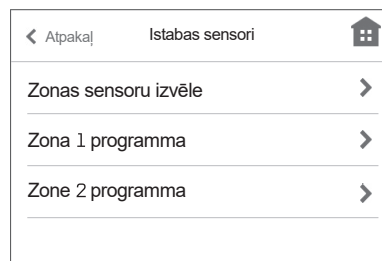 Atpakaļ Istabas sensori
Zonas sensoru izvēle
Zona 1 programma
Zone 2 programma